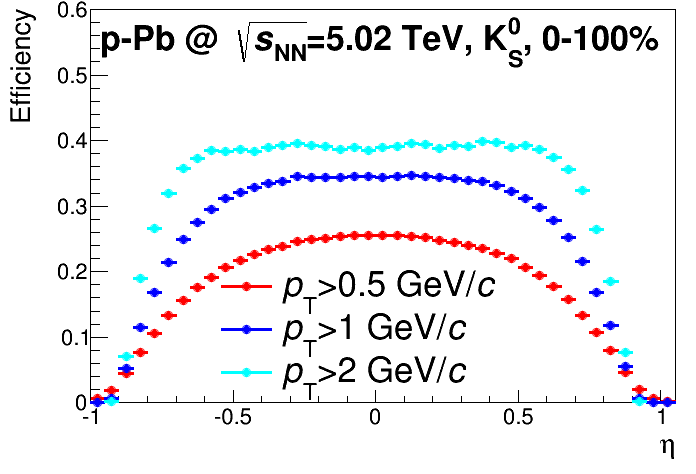 p-Pb @ √sNN=5.02 TeV, K0S, 0-100%
Efficiency
0.6
0.5
0.4
0.3
0.2
0.1
0
pT>0.5 GeV/c
pT>1 GeV/c
pT>2 GeV/c
-1 -0.5 0 0.5 1
η